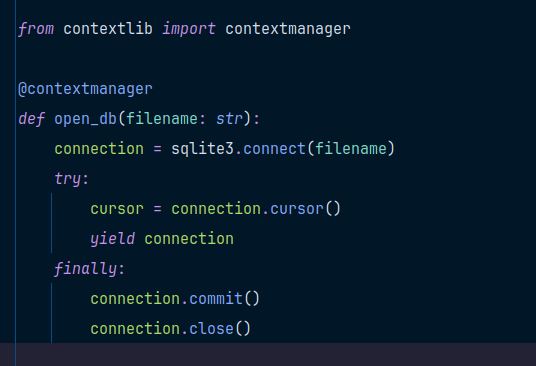 from contextlib import contextmanager

@contextmanager
def open_db(filename: str):
    connection = sqlite3.connect(filename)
    try:
        cursor = connection.cursor()
        yield connection
    finally:
        connection.commit()
        connection.close()